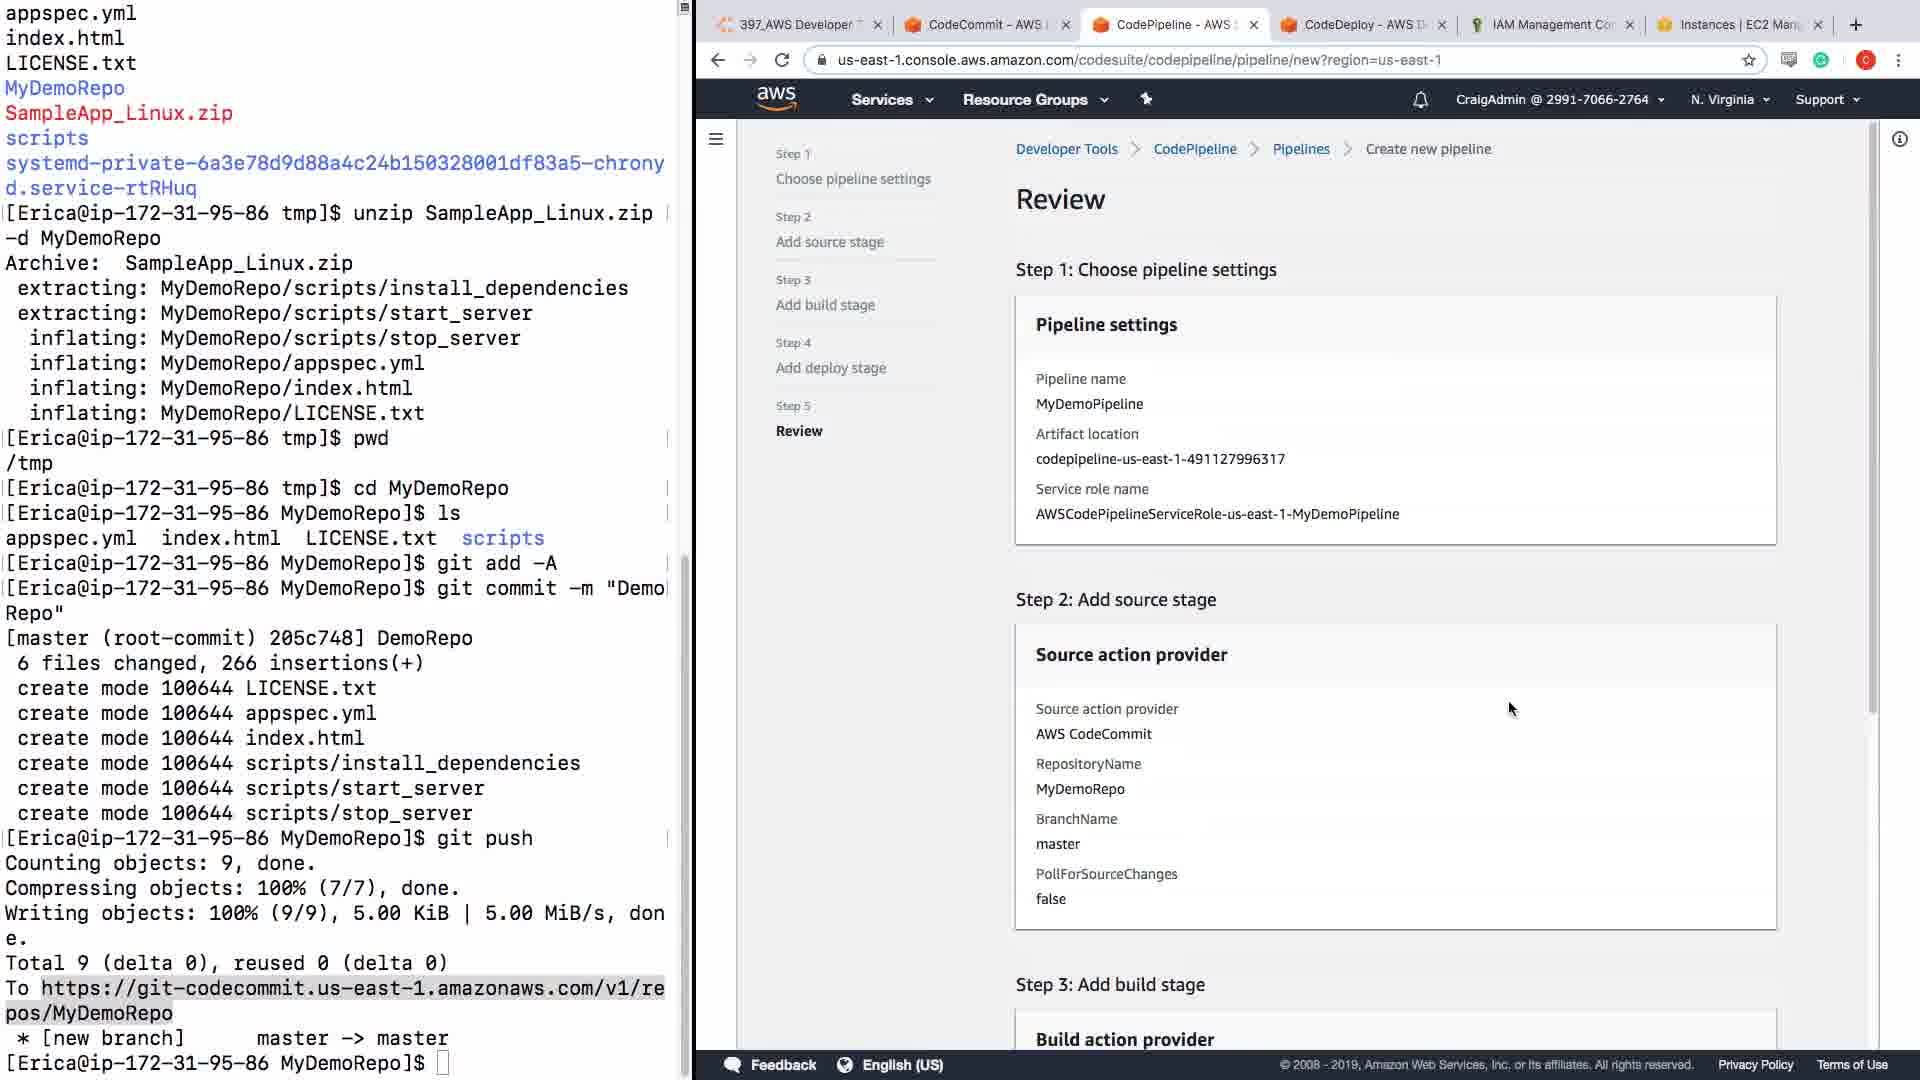 appspec.yml
index.html
LICENSE.txt
MyDemoRepo
SampleApp_Linux.zip
scripts
systemd-private-6a3e78d9d88a4c24b150328001df83a5-chrony
d.service-rtRHuq
[Erica@ip-172-31-95-86 tmp]$ unzip SampleApp_Linux.zip
-d MyDemoRepo
Archive:  SampleApp_Linux.zip
 extracting: MyDemoRepo/scripts/install_dependencies
 extracting: MyDemoRepo/scripts/start_server
  inflating: MyDemoRepo/scripts/stop_server
  inflating: MyDemoRepo/appspec.yml
  inflating: MyDemoRepo/index.html
  inflating: MyDemoRepo/LICENSE.txt
[Erica@ip-172-31-95-86 tmp]$ pwd
/tmp
[Erica@ip-172-31-95-86 tmp]$ cd MyDemoRepo
[Erica@ip-172-31-95-86 MyDemoRepo]$ ls
appspec.yml  index.html  LICENSE.txt  scripts
[Erica@ip-172-31-95-86 MyDemoRepo]$ git add -A
[Erica@ip-172-31-95-86 MyDemoRepo]$ git commit -m "Demo
Repo"
[master (root-commit) 205c748] DemoRepo
 6 files changed, 266 insertions(+)
 create mode 100644 LICENSE.txt
 create mode 100644 appspec.yml
 create mode 100644 index.html
 create mode 100644 scripts/install_dependencies
 create mode 100644 scripts/start_server
 create mode 100644 scripts/stop_server
[Erica@ip-172-31-95-86 MyDemoRepo]$ git push
Counting objects: 9, done.
Compressing objects: 100% (7/7), done.
Writing objects: 100% (9/9), 5.00 KiB | 5.00 MiB/s, don
e.
Total 9 (delta 0), reused 0 (delta 0)
To https://git-codecommit.us-east-1.amazonaws.com/v1/re
pos/MyDemoRepo
 * [new branch]      master -> master
[Erica@ip-172-31-95-86 MyDemoRepo]$
397_AWS Developer T
CodeCommit - AWS
CodePipeline - AWS
CodeDeploy - AWS D
IAM Management Con
Instances | EC2 Mana
us-east-1.console.aws.amazon.com/codesuite/codepipeline/pipeline/new?region=us-east-1
C
aws
Services
Resource Groups
CraigAdmin @ 2991-7066-2764
N. Virginia
Support
Step 1
Choose pipeline settings
Step 2
Add source stage
Step 3
Add build stage
Step 4
Add deploy stage
Step 5
Review
Developer Tools
CodePipeline
Pipelines
Create new pipeline
Review
Step 1: Choose pipeline settings
Pipeline settings
Pipeline name
MyDemoPipeline
Artifact location
codepipeline-us-east-1-491127996317
Service role name
AWSCodePipelineServiceRole-us-east-1-MyDemoPipeline
Step 2: Add source stage
Source action provider
Source action provider
AWS CodeCommit
RepositoryName
MyDemoRepo
BranchName
master
PollForSourceChanges
false
Step 3: Add build stage
Build action provider
Feedback
English (US)
© 2008 - 2019, Amazon Web Services, Inc. or its affiliates. All rights reserved.
Privacy Policy
Terms of Use